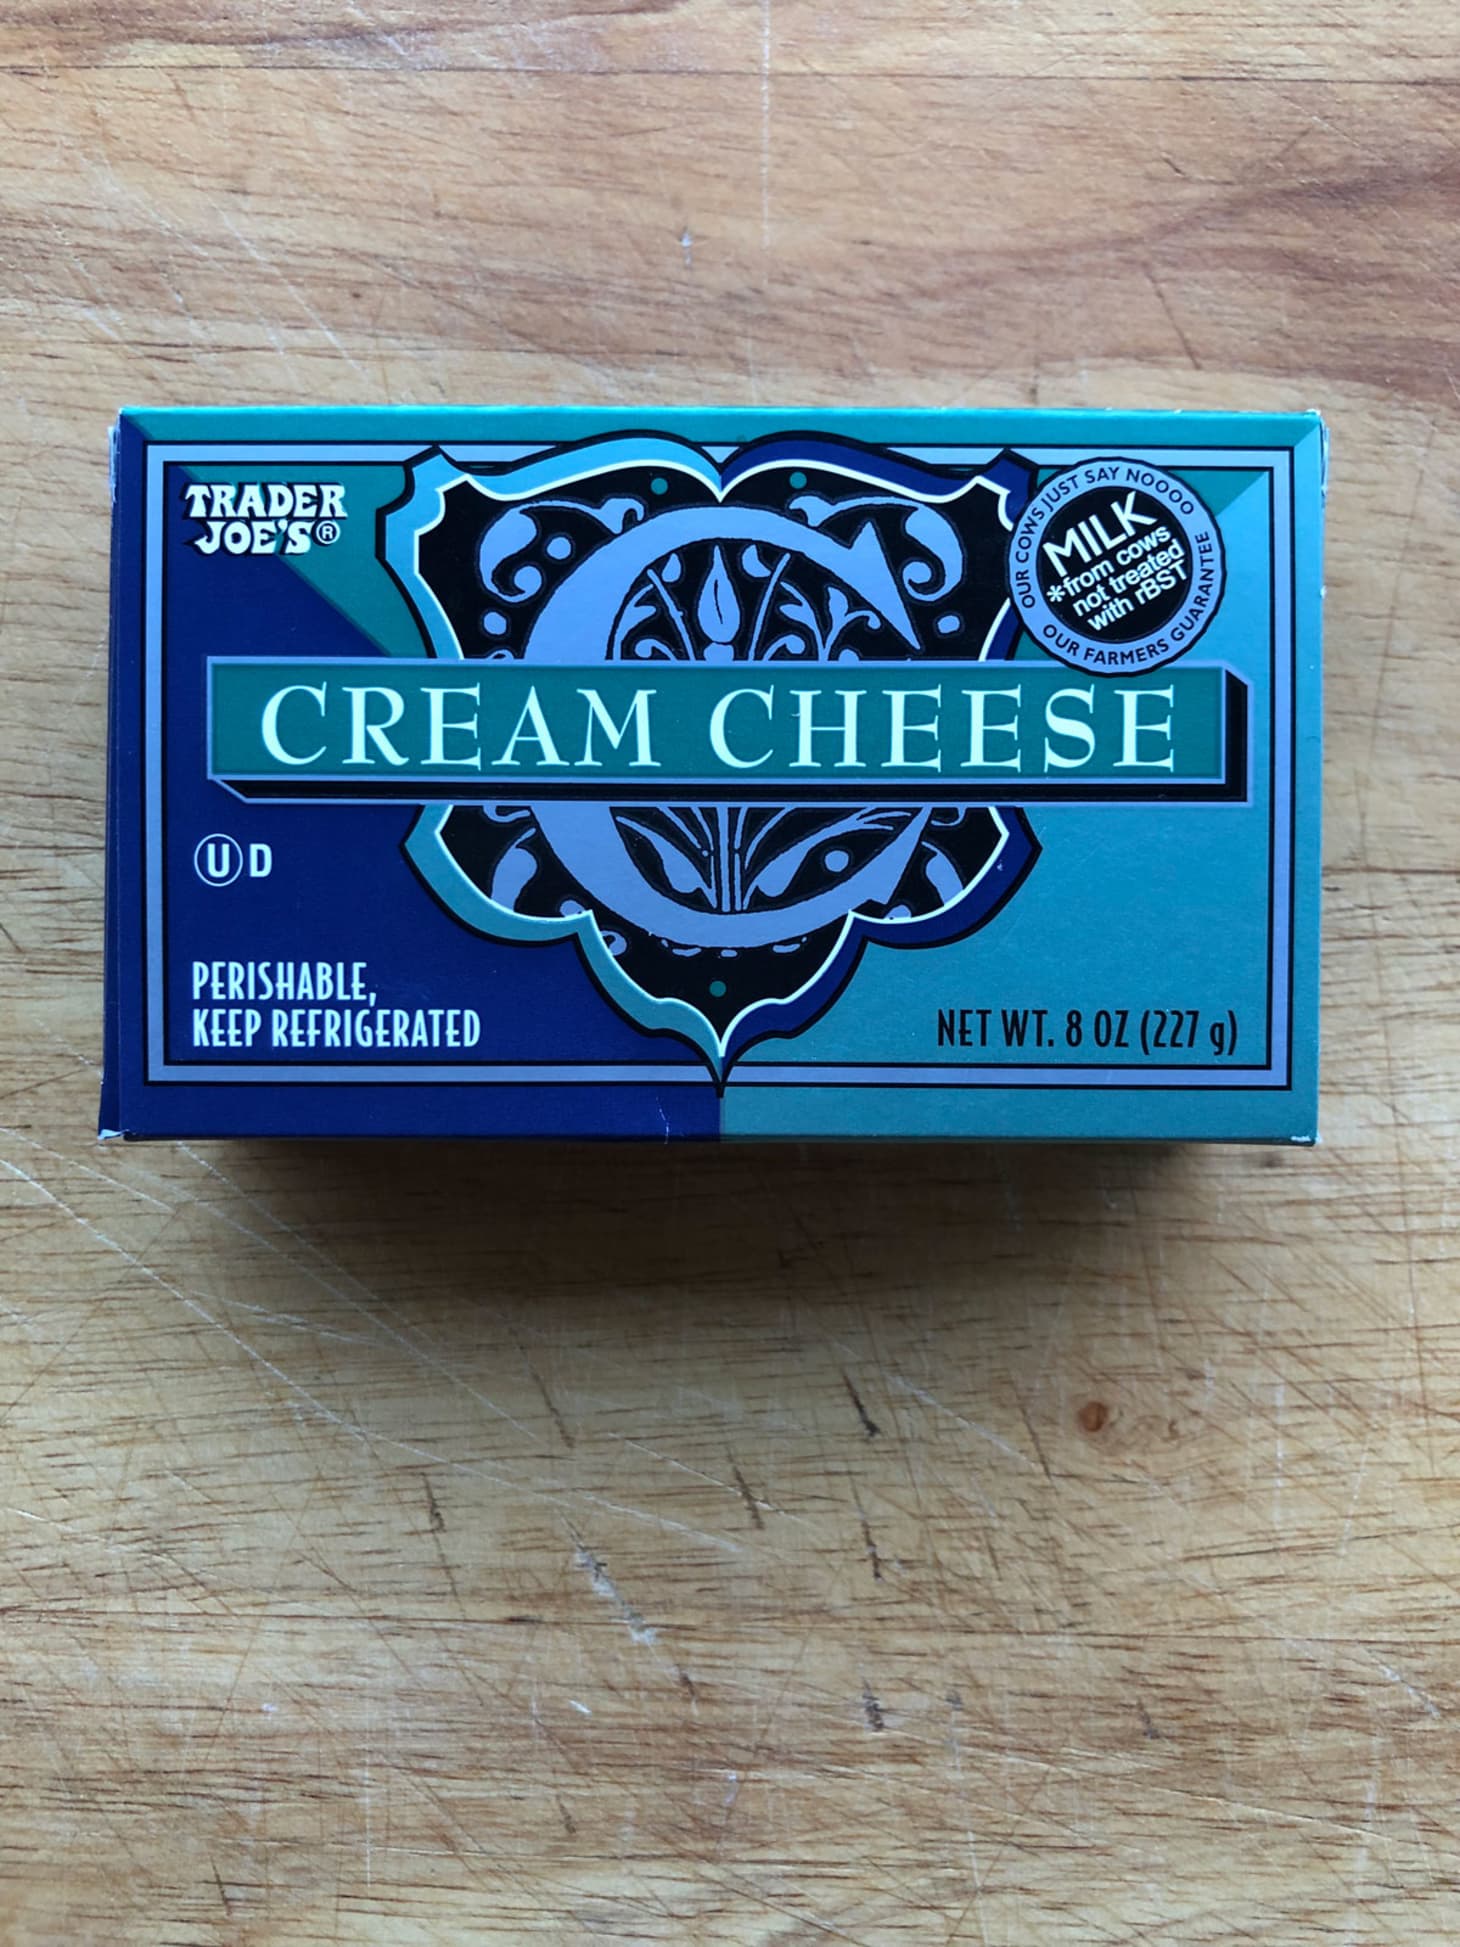 TRADER
JOE'S®
OUR COWS JUST SAY NOOOO
MILK
*from cows
not treated
with rBST
OUR FARMERS GUARANTEE
CREAM CHEESE
U D
PERISHABLE,
KEEP REFRIGERATED
NET WT. 8 OZ (227 g)